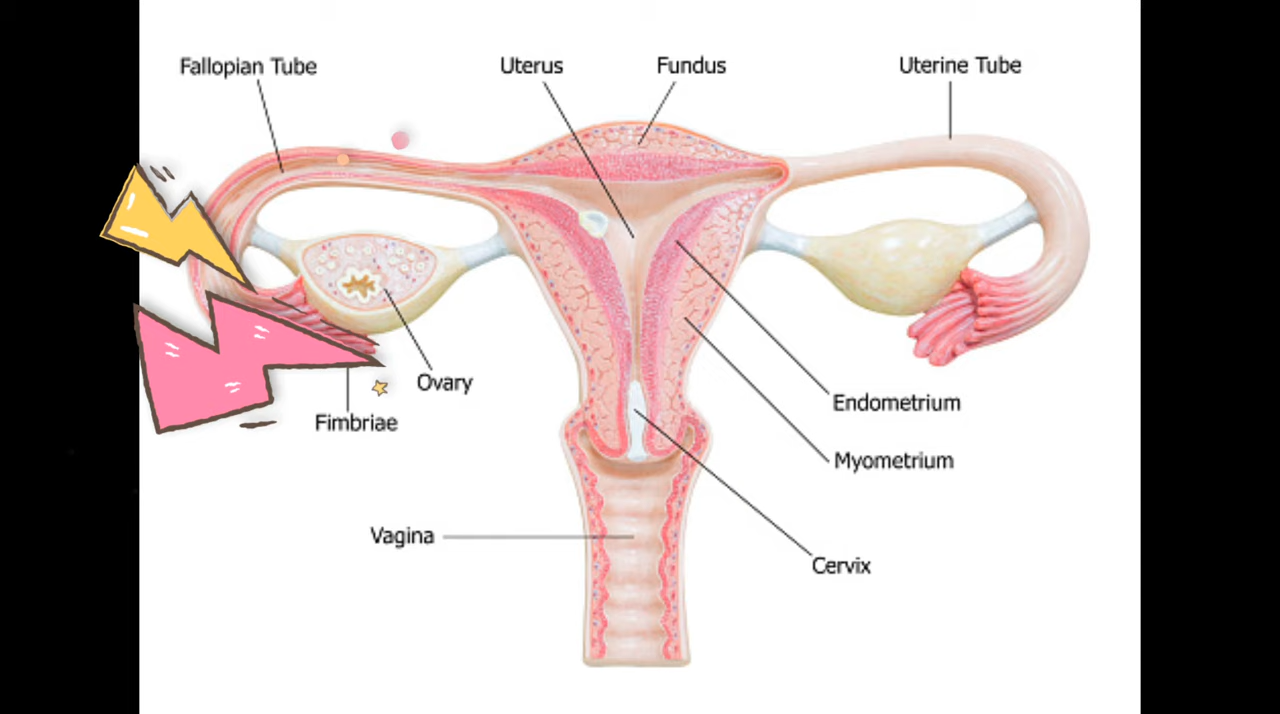 Fallopian Tube
Uterus
Fundus
Uterine Tube
Ovary
Fimbriae
Endometrium
Myometrium
Vagina
Cervix